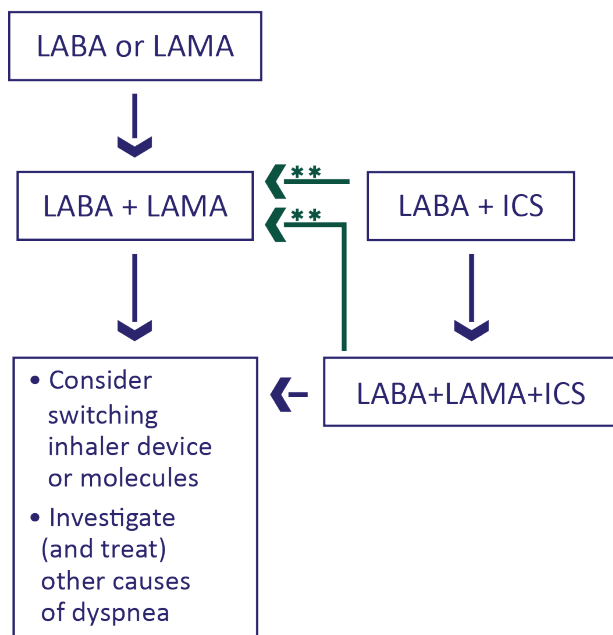 LABA or LAMA
**
LABA + LAMA
LABA + ICS
**
• Consider
switching
inhaler device
or molecules
• Investigate
(and treat)
other causes
of dyspnea
LABA+LAMA+ICS